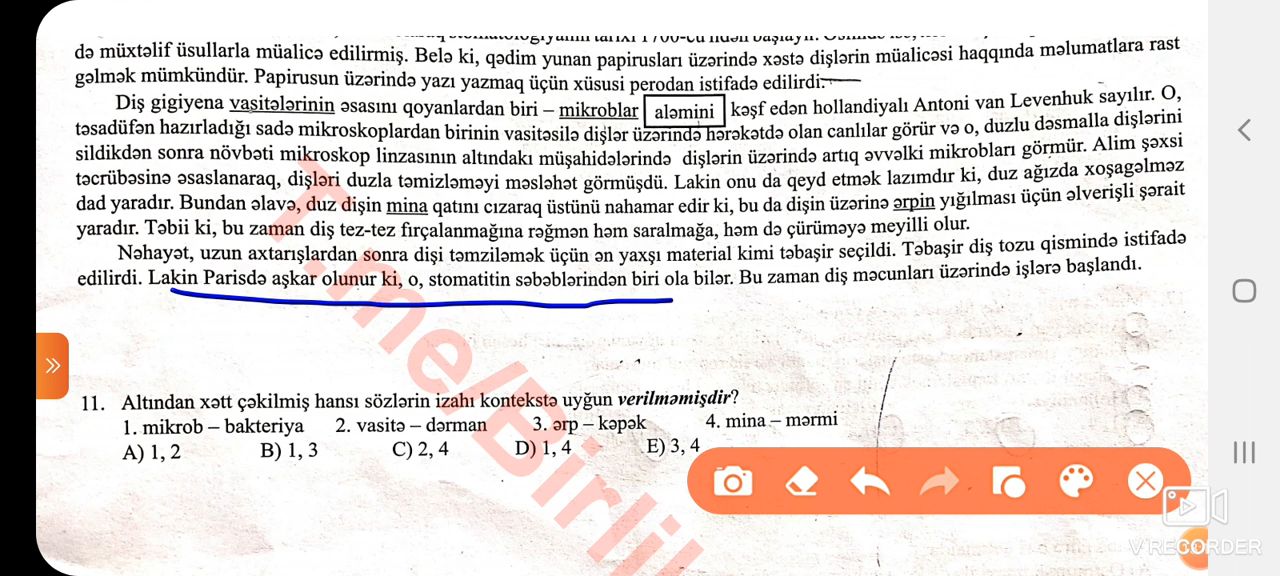 də müxtəlif üsullarla müalicə edilirmiş. Belə ki, qədim yunan papirusları üzərində xəstə dişlərin müalicəsi haqqında məlumatlara rast
gəlmək mümkündür. Papirusun üzərində yazı yazmaq üçün xüsusi perodan istifadə edilirdi.
Diş gigiyena vasitələrinin əsasını qoyanlardan biri – mikroblar aləmini kəşf edən hollandiyalı Antoni van Levenhuk sayılır. O,
təsadüfən hazırladığı sadə mikroskoplardan birinin vasitəsilə dişlər üzərində hərəkətdə olan canlılar görür və o, duzlu dəsmalla dişlərini
sildikdən sonra növbəti mikroskop linzasının altındakı müşahidələrində dişlərin üzərində artıq əvvəlki mikrobları görmür. Alim şəxsi
təcrübəsinə əsaslanaraq, dişləri duzla təmizləməyi məsləhət görmüşdü. Lakin onu da qeyd etmək lazımdır ki, duz ağızda xoşagəlməz
dad yaradır. Bundan əlavə, duz dişin mina qatını cızaraq üstünü nahamar edir ki, bu da dişin üzərinə ərpin yığılması üçün əlverişli şərait
yaradır. Təbii ki, bu zaman diş tez-tez fırçalanmağına rəğmən həm saralmağa, həm də çürüməyə meyilli olur.
Nəhayət, uzun axtarışlardan sonra dişi təmziləmək üçün ən yaxşı material kimi təbaşir seçildi. Təbaşir diş tozu qismində istifadə
edilirdi. Lakin Parisdə aşkar olunur ki, o, stomatitin səbəblərindən biri ola bilər. Bu zaman diş məcunları üzərində işlərə başlandı.
11. Altından xətt çəkilmiş hansı sözlərin izahı kontekstə uyğun verilməmişdir?
1. mikrob – bakteriya 2. vasitə – dərman 3. ərp – kəpək 4. mina – mərmi
A) 1, 2 B) 1, 3 C) 2, 4 D) 1, 4 E) 3, 4
T.me/Birlik
V RECORDER